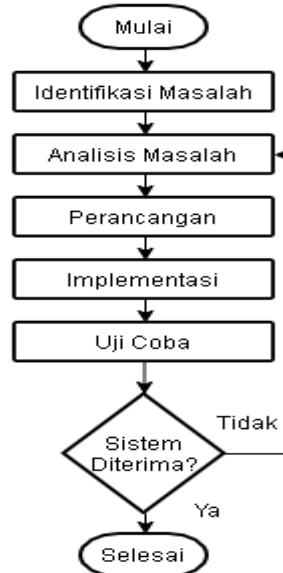 Mulai
Identifikasi Masalah
Analisis Masalah
Perancangan
Implementasi
Uji Coba
Sistem
Diterima?
Tidak
Ya
Selesai